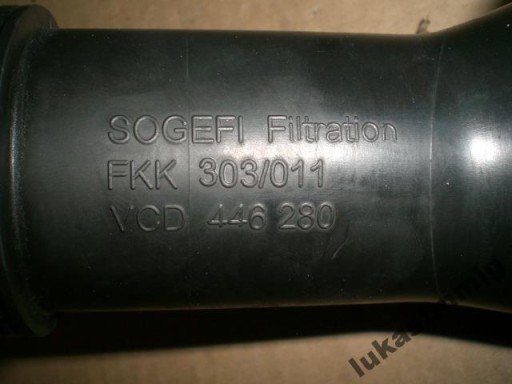 SOGEFI Filtration
FKK 303/011
VCD 446 280